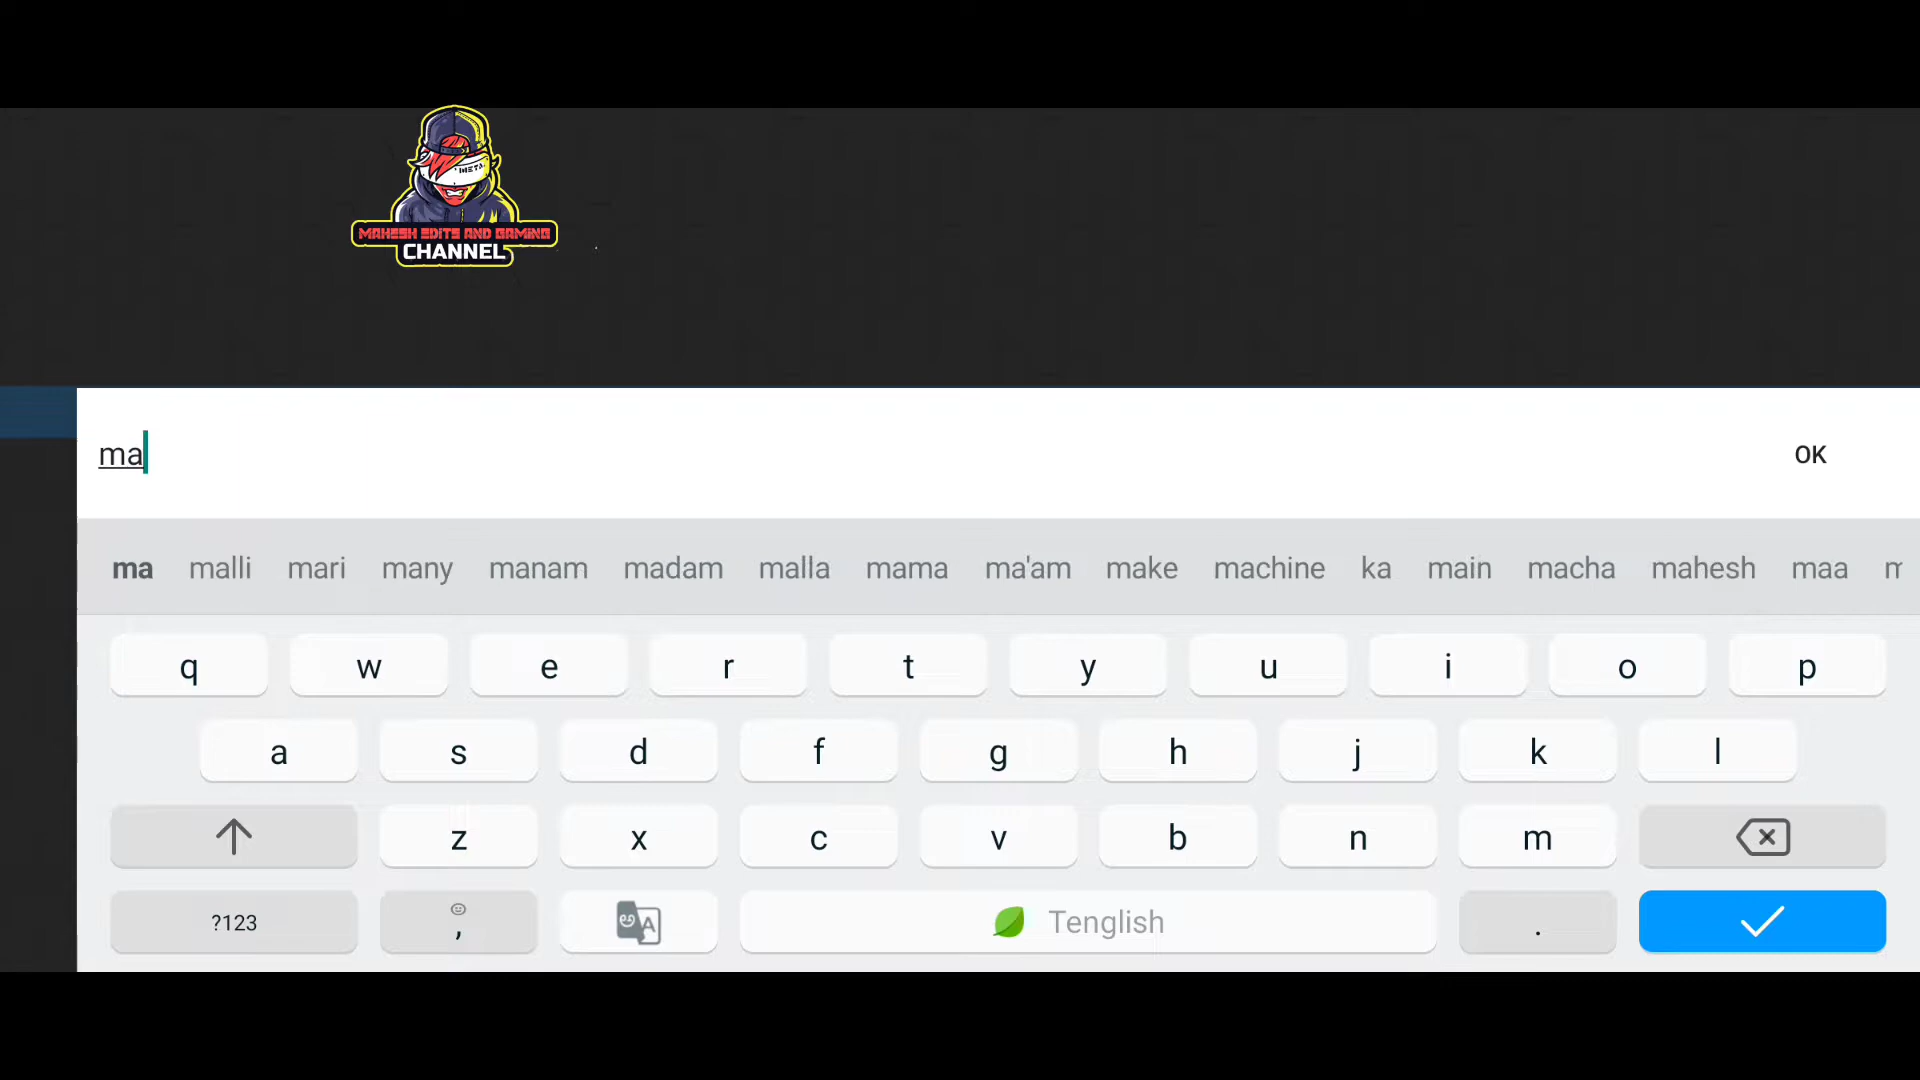 META
MAHESH EDITS AND GAMING
CHANNEL
ma
OK
ma malli mari many manam madam malla mama ma'am make machine ka main macha mahesh maa
q w e r t y u i o p
a s d f g h j k l
z x c v b n m
?123 , Tenglish .